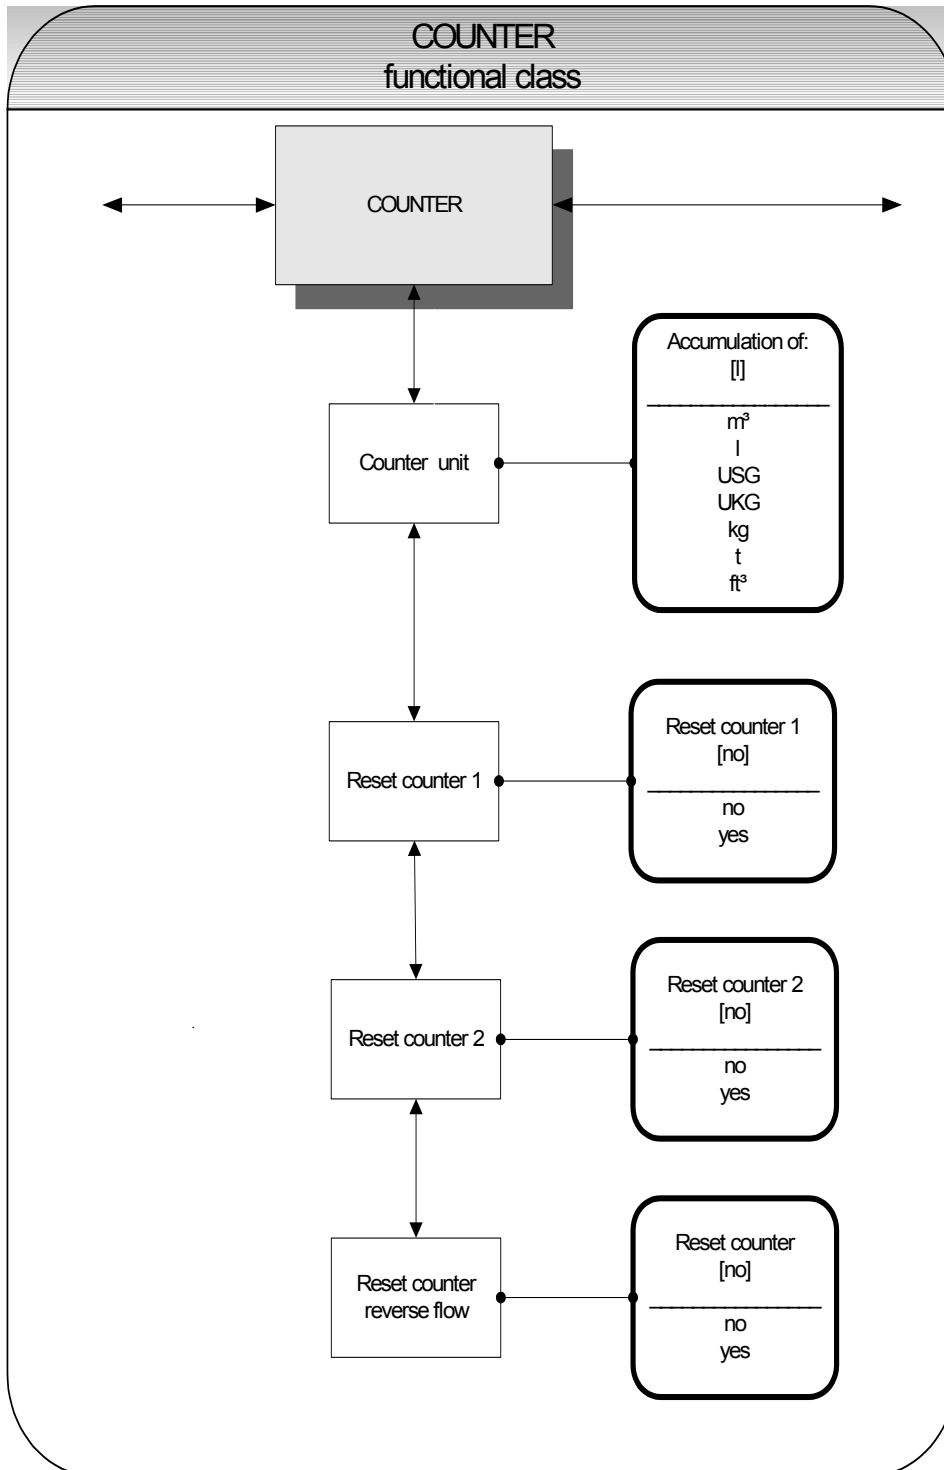 COUNTER
functional class
COUNTER
Counter unit
Accumulation of:
[l]
m³
l
USG
UKG
kg
t
ft³
Reset counter 1
Reset counter 1
[no]
no
yes
Reset counter 2
Reset counter 2
[no]
no
yes
Reset counter
reverse flow
Reset counter
[no]
no
yes